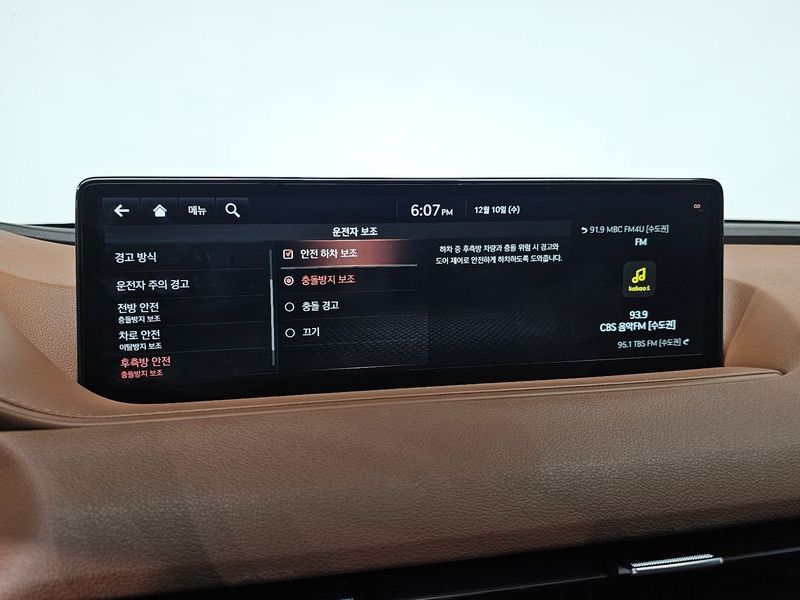 메뉴
6:07 PM
12월 10일 (수)
운전자 보조
경고 방식
운전자 주의 경고
전방 안전
충돌방지 보조
차로 안전
이탈방지 보조
후측방 안전
충돌방지 보조
안전 하차 보조
충돌방지 보조
충돌 경고
끄기
하차 중 후측방 차량과 충돌 위험 시 경고와
도어 제어로 안전하게 하차하도록 도와줍니다.
91.9 MBC FM4U [수도권]
FM
93.9
CBS 음악FM [수도권]
95.1 TBS FM [수도권]